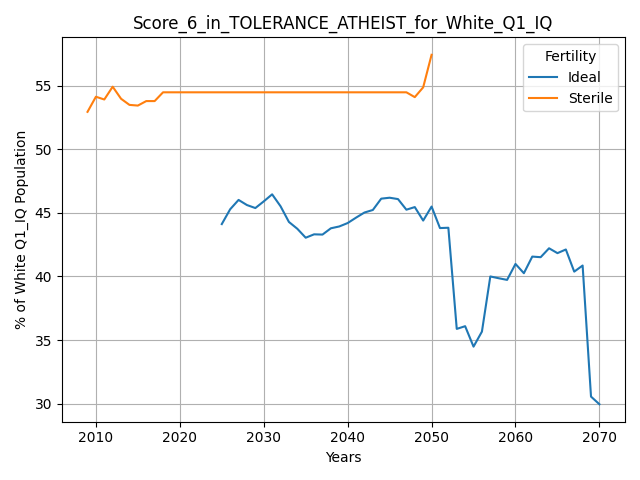 Score_6_in_TOLERANCE_ATHEIST_for_White_Q1_IQ
Fertility
Ideal
Sterile
% of White Q1_IQ Population
55
50
45
40
35
30
2010 2020 2030 2040 2050 2060 2070
Years